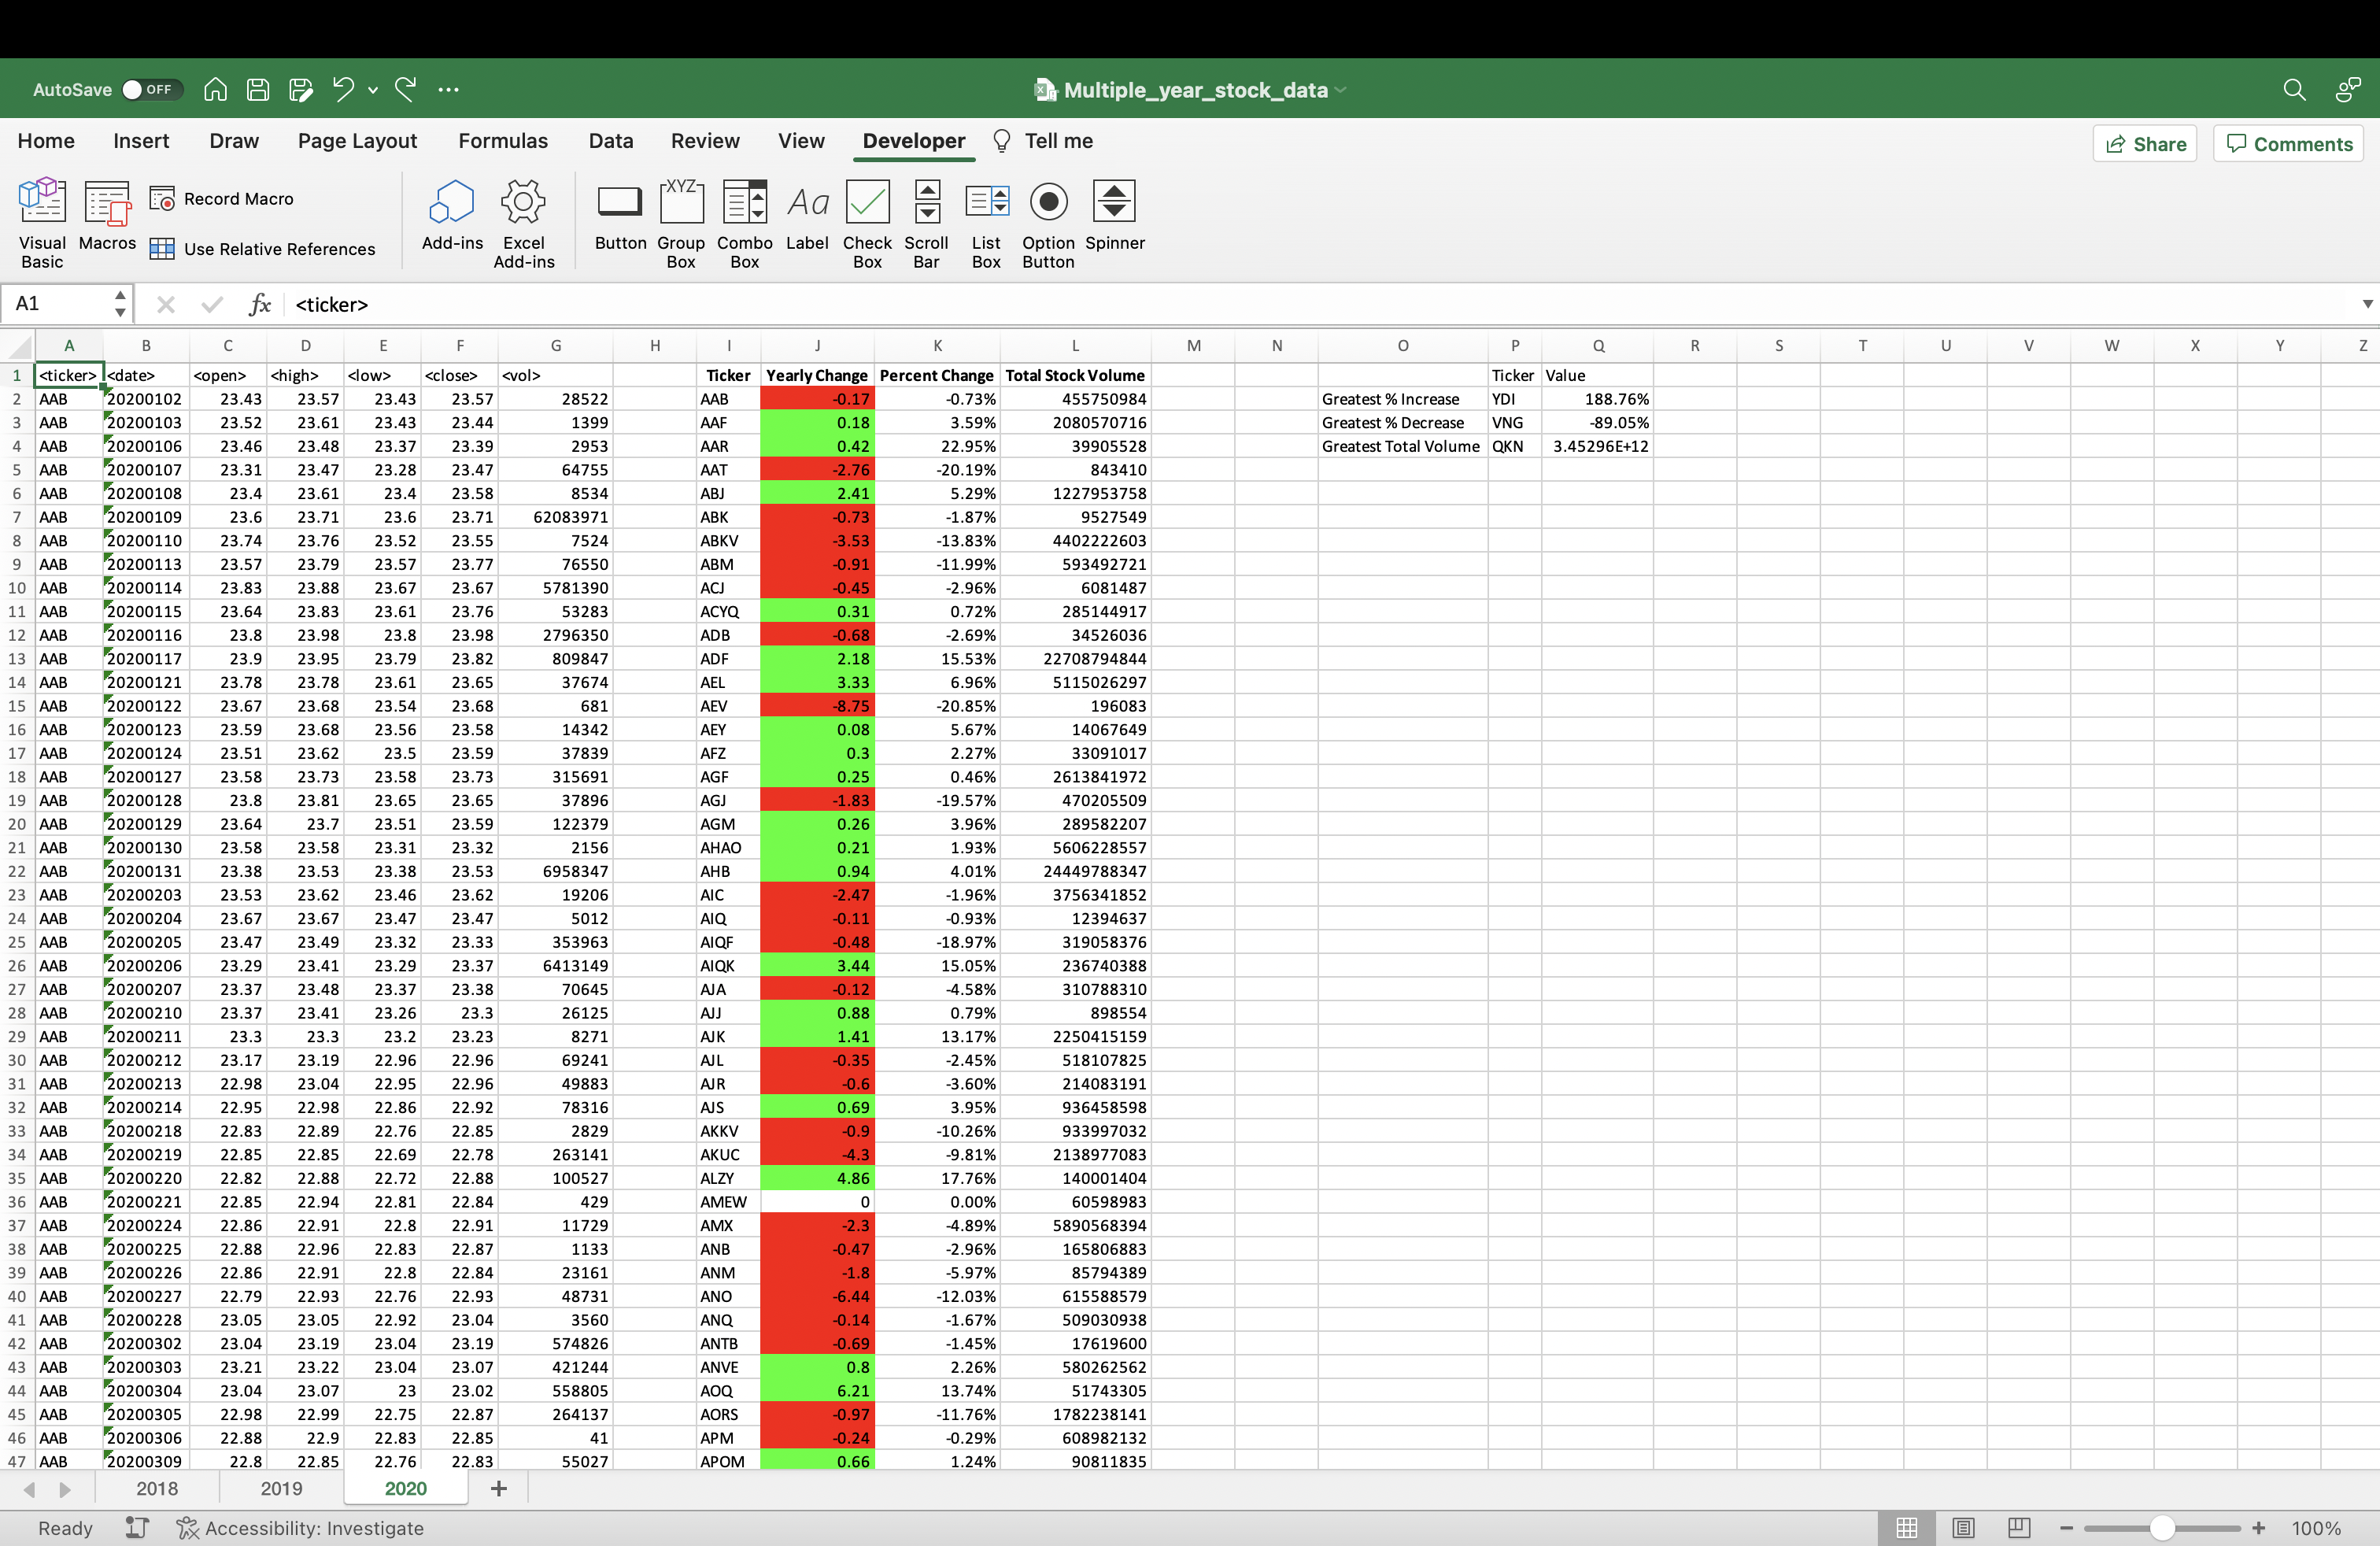 AutoSave OFF Multiple_year_stock_data
Home Insert Draw Page Layout Formulas Data Review View Developer Tell me Share Comments
Visual Basic Macros Record Macro Use Relative References Add-ins Excel Add-ins Button XYZ Group Box Combo Box Aa Label Check Box Scroll Bar List Box Option Button Spinner
A1 fx <ticker>
A B C D E F G H I J K L M N O P Q R S T U V W X Y Z
1 <ticker> <date> <open> <high> <low> <close> <vol> Ticker Yearly Change Percent Change Total Stock Volume Ticker Value
2 AAB 20200102 23.43 23.57 23.43 23.57 28522 AAB -0.17 -0.73% 455750984 Greatest % Increase YDI 188.76%
3 AAB 20200103 23.52 23.61 23.43 23.44 1399 AAF 0.18 3.59% 2080570716 Greatest % Decrease VNG -89.05%
4 AAB 20200106 23.46 23.48 23.37 23.39 2953 AAR 0.42 22.95% 39905528 Greatest Total Volume QKN 3.45296E+12
5 AAB 20200107 23.31 23.47 23.28 23.47 64755 AAT -2.76 -20.19% 843410
6 AAB 20200108 23.4 23.61 23.4 23.58 8534 ABJ 2.41 5.29% 1227953758
7 AAB 20200109 23.6 23.71 23.6 23.71 62083971 ABK -0.73 -1.87% 9527549
8 AAB 20200110 23.74 23.76 23.52 23.55 7524 ABKV -3.53 -13.83% 4402222603
9 AAB 20200113 23.57 23.79 23.57 23.77 76550 ABM -0.91 -11.99% 593492721
10 AAB 20200114 23.83 23.88 23.67 23.67 5781390 ACJ -0.45 -2.96% 6081487
11 AAB 20200115 23.64 23.83 23.61 23.76 53283 ACYQ 0.31 0.72% 285144917
12 AAB 20200116 23.8 23.98 23.8 23.98 2796350 ADB -0.68 -2.69% 34526036
13 AAB 20200117 23.9 23.95 23.79 23.82 809847 ADF 2.18 15.53% 22708794844
14 AAB 20200121 23.78 23.78 23.61 23.65 37674 AEL 3.33 6.96% 5115026297
15 AAB 20200122 23.67 23.68 23.54 23.68 681 AEV -8.75 -20.85% 196083
16 AAB 20200123 23.59 23.68 23.56 23.58 14342 AEY 0.08 5.67% 14067649
17 AAB 20200124 23.51 23.62 23.5 23.59 37839 AFZ 0.3 2.27% 33091017
18 AAB 20200127 23.58 23.73 23.58 23.73 315691 AGF 0.25 0.46% 2613841972
19 AAB 20200128 23.8 23.81 23.65 23.65 37896 AGJ -1.83 -19.57% 470205509
20 AAB 20200129 23.64 23.7 23.51 23.59 122379 AGM 0.26 3.96% 289582207
21 AAB 20200130 23.58 23.58 23.31 23.32 2156 AHAO 0.21 1.93% 5606228557
22 AAB 20200131 23.38 23.53 23.38 23.53 6958347 AHB 0.94 4.01% 24449788347
23 AAB 20200203 23.53 23.62 23.46 23.62 19206 AIC -2.47 -1.96% 3756341852
24 AAB 20200204 23.67 23.67 23.47 23.47 5012 AIQ -0.11 -0.93% 12394637
25 AAB 20200205 23.47 23.49 23.32 23.33 353963 AIQF -0.48 -18.97% 319058376
26 AAB 20200206 23.29 23.41 23.29 23.37 6413149 AIQK 3.44 15.05% 236740388
27 AAB 20200207 23.37 23.48 23.37 23.38 70645 AJA -0.12 -4.58% 310788310
28 AAB 20200210 23.37 23.41 23.26 23.3 26125 AJJ 0.88 0.79% 898554
29 AAB 20200211 23.3 23.3 23.2 23.23 8271 AJK 1.41 13.17% 2250415159
30 AAB 20200212 23.17 23.19 22.96 22.96 69241 AJL -0.35 -2.45% 518107825
31 AAB 20200213 22.98 23.04 22.95 22.96 49883 AJR -0.6 -3.60% 214083191
32 AAB 20200214 22.95 22.98 22.86 22.92 78316 AJS 0.69 3.95% 936458598
33 AAB 20200218 22.83 22.89 22.76 22.85 2829 AKKV -0.9 -10.26% 933997032
34 AAB 20200219 22.85 22.85 22.69 22.78 263141 AKUC -4.3 -9.81% 2138977083
35 AAB 20200220 22.82 22.88 22.72 22.88 100527 ALZY 4.86 17.76% 140001404
36 AAB 20200221 22.85 22.94 22.81 22.84 429 AMEW 0 0.00% 60598983
37 AAB 20200224 22.86 22.91 22.8 22.91 11729 AMX -2.3 -4.89% 5890568394
38 AAB 20200225 22.88 22.96 22.83 22.87 1133 ANB -0.47 -2.96% 165806883
39 AAB 20200226 22.86 22.91 22.8 22.84 23161 ANM -1.8 -5.97% 85794389
40 AAB 20200227 22.79 22.93 22.76 22.93 48731 ANO -6.44 -12.03% 615588579
41 AAB 20200228 23.05 23.05 22.92 23.04 3560 ANQ -0.14 -1.67% 509030938
42 AAB 20200302 23.04 23.19 23.04 23.19 574826 ANTB -0.69 -1.45% 17619600
43 AAB 20200303 23.21 23.22 23.04 23.07 421244 ANVE 0.8 2.26% 580262562
44 AAB 20200304 23.04 23.07 23 23.02 558805 AOQ 6.21 13.74% 51743305
45 AAB 20200305 22.98 22.99 22.75 22.87 264137 AORS -0.97 -11.76% 1782238141
46 AAB 20200306 22.88 22.9 22.83 22.85 41 APM -0.24 -0.29% 608982132
47 AAB 20200309 22.8 22.85 22.76 22.83 55027 APOM 0.66 1.24% 90811835
2018 2019 2020 +
Ready Accessibility: Investigate 100%